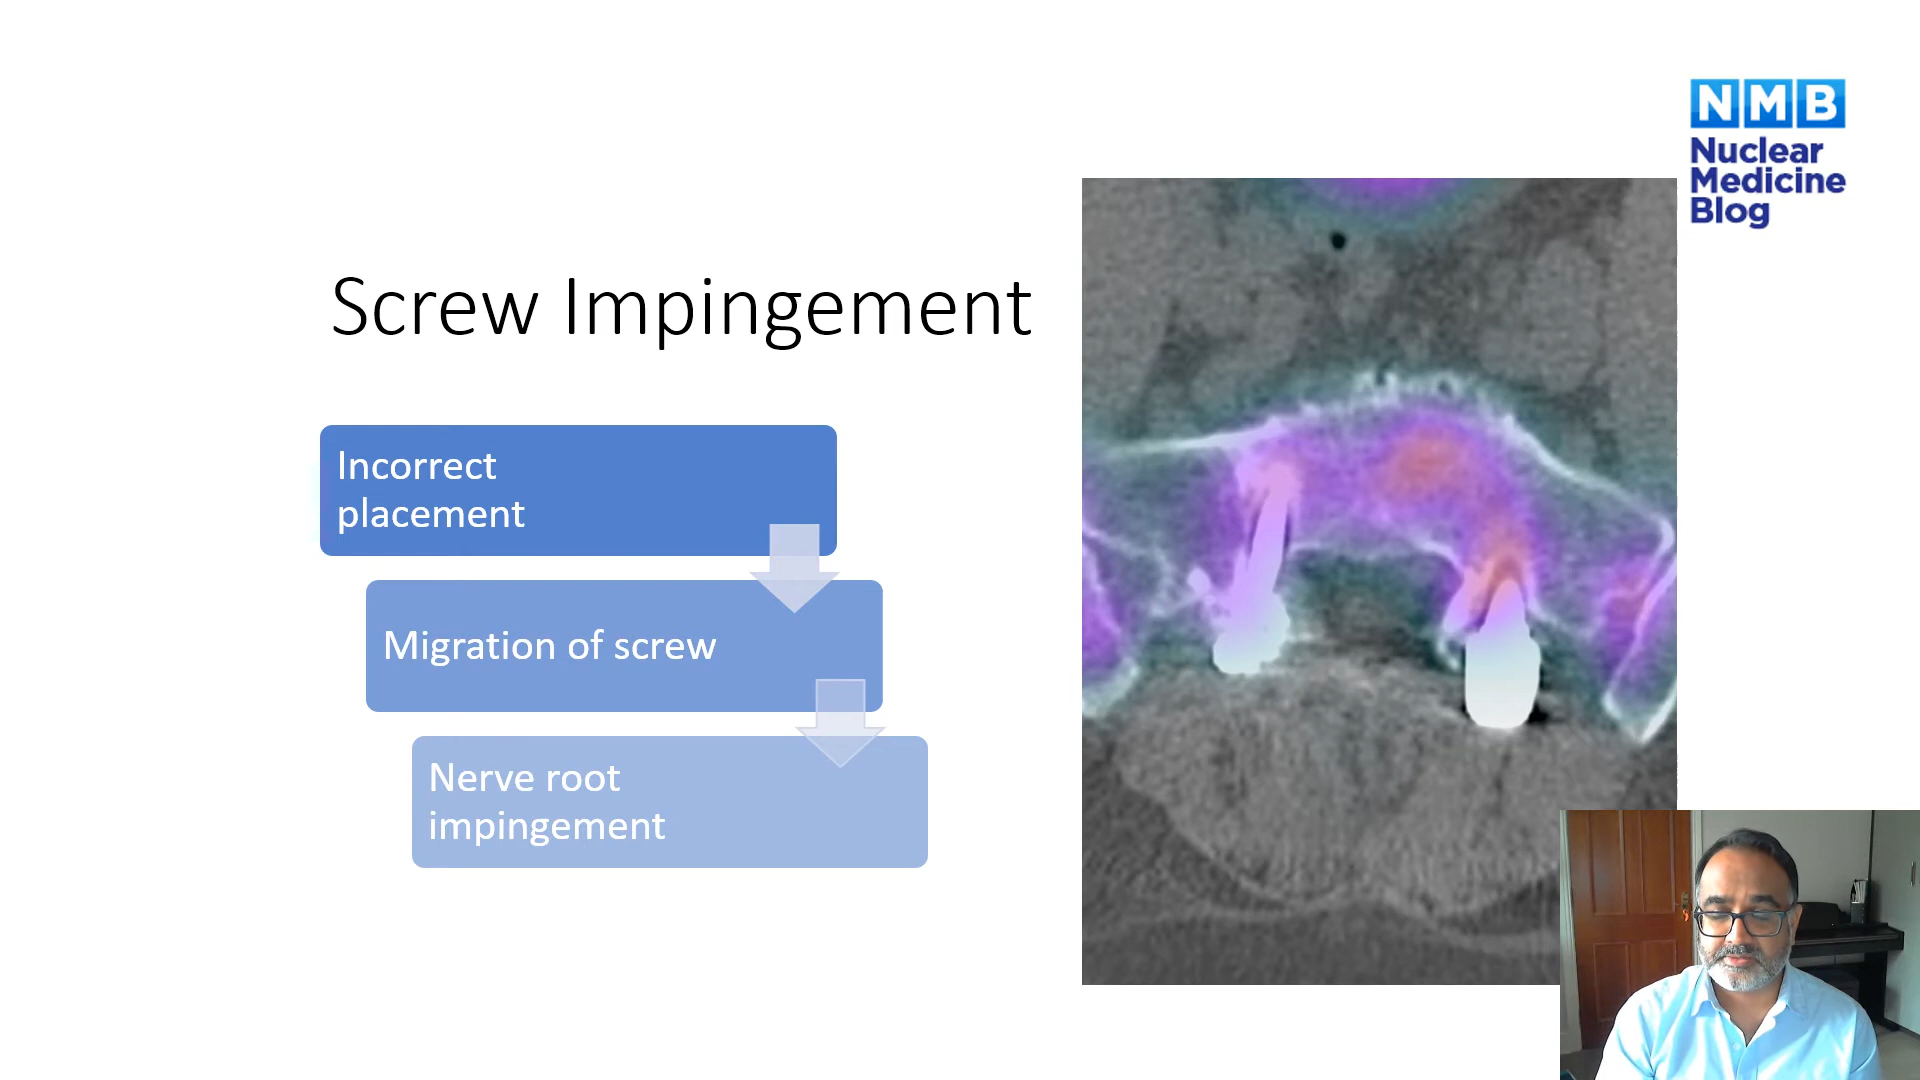 NMB
Nuclear
Medicine
Blog
Screw Impingement
Incorrect
placement
Migration of screw
Nerve root
impingement